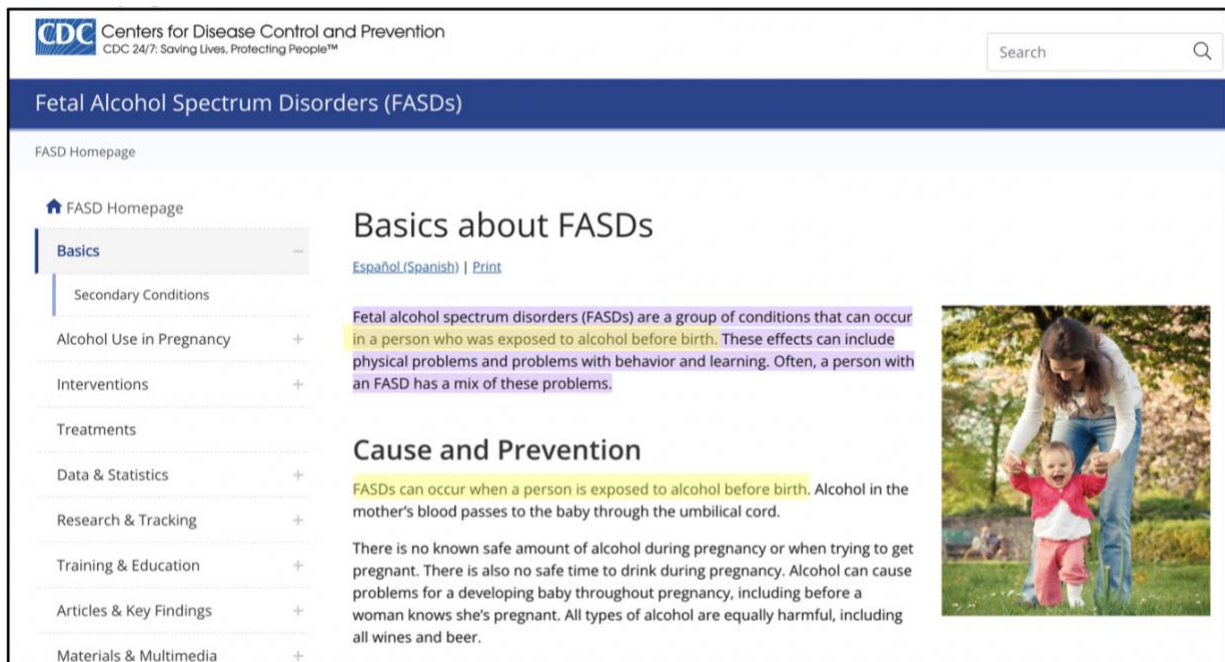 CDC Centers for Disease Control and Prevention
CDC 24/7: Saving Lives, Protecting People™
Search
Fetal Alcohol Spectrum Disorders (FASDs)
FASD Homepage
FASD Homepage
Basics –
Secondary Conditions
Alcohol Use in Pregnancy +
Interventions +
Treatments
Data & Statistics +
Research & Tracking +
Training & Education +
Articles & Key Findings +
Materials & Multimedia +
Basics about FASDs
Español (Spanish) | Print
Fetal alcohol spectrum disorders (FASDs) are a group of conditions that can occur
in a person who was exposed to alcohol before birth. These effects can include
physical problems and problems with behavior and learning. Often, a person with
an FASD has a mix of these problems.
Cause and Prevention
FASDs can occur when a person is exposed to alcohol before birth. Alcohol in the
mother's blood passes to the baby through the umbilical cord.
There is no known safe amount of alcohol during pregnancy or when trying to get
pregnant. There is also no safe time to drink during pregnancy. Alcohol can cause
problems for a developing baby throughout pregnancy, including before a
woman knows she's pregnant. All types of alcohol are equally harmful, including
all wines and beer.